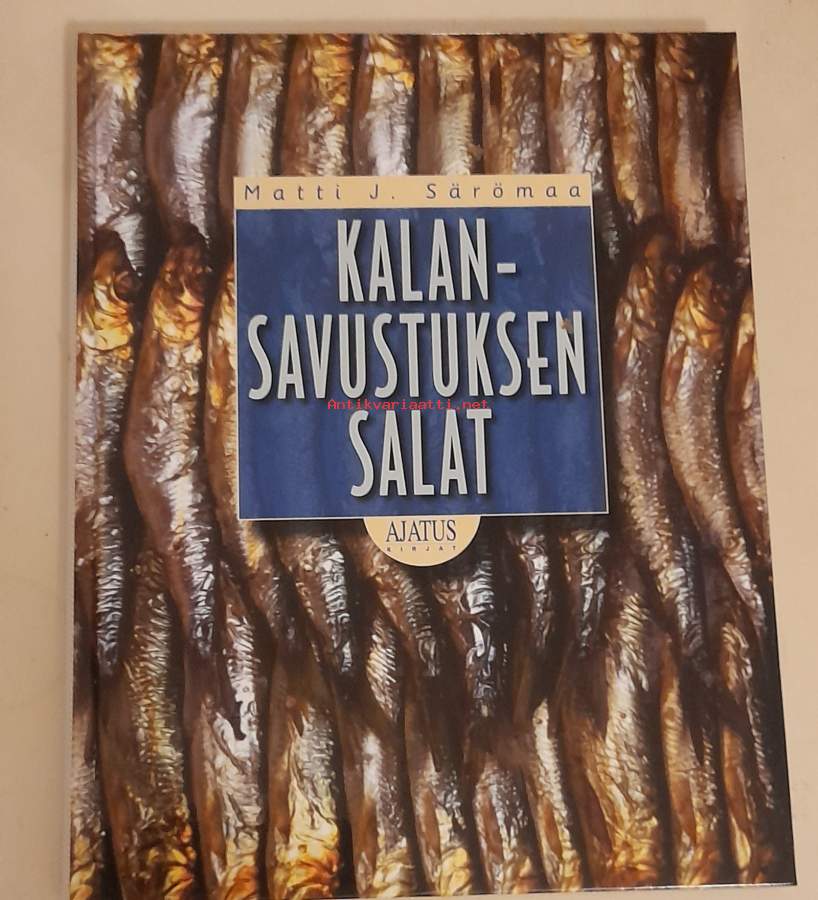 Matti J. Särömaa
KALAN-
SAVUSTUKSEN
Antikvariaatti.net
SALAT
AJATUS
KIRJAT